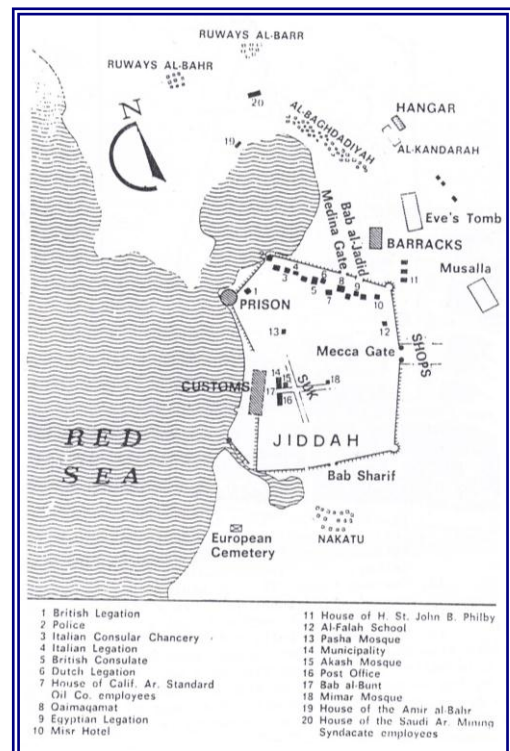 RUWAYS AL-BARR
RUWAYS AL-BAHR
20
AL-BAGHDADIYAH
HANGAR
AL-KANDARAH
N
19
Eve's Tomb
Bab al-Jadid
Medina Gate
BARRACKS
Musalla
2
3
4
5
6
7
8
9
10
11
1
PRISON
12
13
Mecca Gate
SHOPS
CUSTOMS
14
15
16
17
18
SUK
RED
SEA
JIDDAH
Bab Sharif
European
Cemetery
NAKATU
1 British Legation
2 Police
3 Italian Consular Chancery
4 Italian Legation
5 British Consulate
6 Dutch Legation
7 House of Calif. Ar. Standard
Oil Co. employees
8 Qaimaqamat
9 Egyptian Legation
10 Misr Hotel
11 House of H. St. John B. Philby
12 Al-Falah School
13 Pasha Mosque
14 Municipality
15 Akash Mosque
16 Post Office
17 Bab al-Bunt
18 Mimar Mosque
19 House of the Amir al-Bahr
20 House of the Saudi Ar. Mining
Syndacate employees